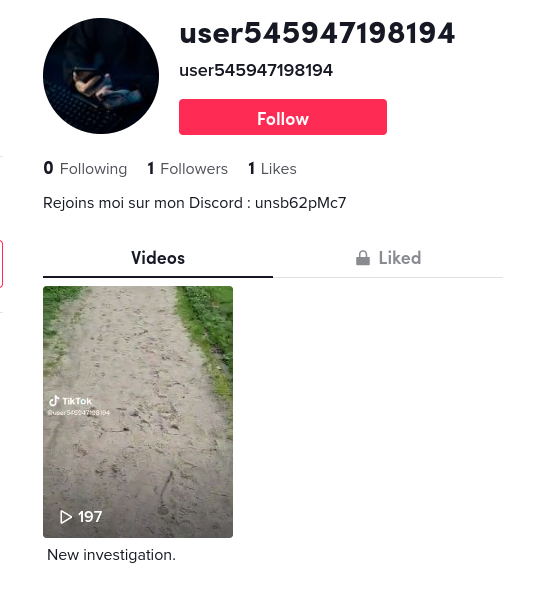 user545947198194
user545947198194
Follow
0 Following 1 Followers 1 Likes
Rejoins moi sur mon Discord : unsb62pMc7
Videos Liked
TikTok
@user545947198194
197
New investigation.